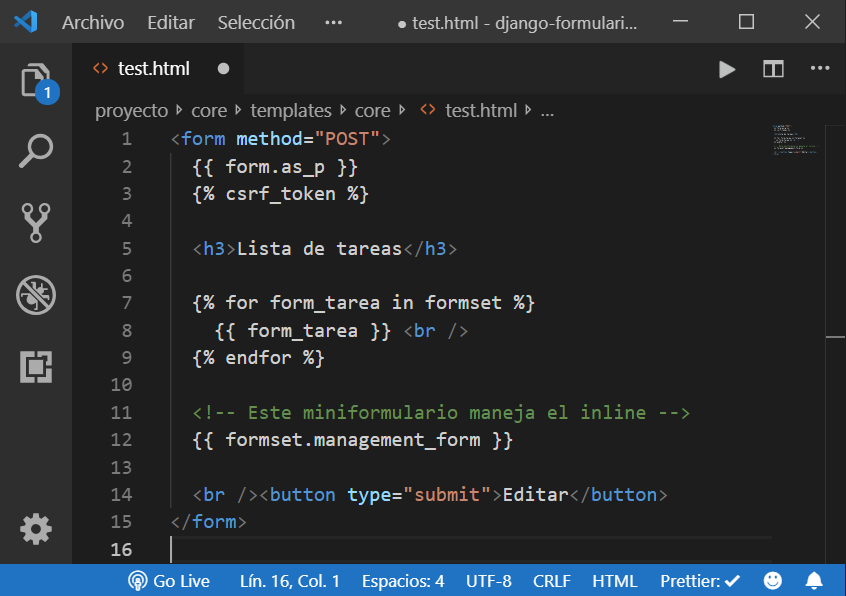 Archivo Editar Selección ··· ● test.html - django-formulari...
<> test.html ●
proyecto > core > templates > core > <> test.html > ...
1 <form method="POST">
2   {{ form.as_p }}
3   {% csrf_token %}
4
5   <h3>Lista de tareas</h3>
6
7   {% for form_tarea in formset %}
8     {{ form_tarea }} <br />
9   {% endfor %}
10
11   <!-- Este miniformulario maneja el inline -->
12   {{ formset.management_form }}
13
14   <br /><button type="submit">Editar</button>
15 </form>
16
1
Go Live Lín. 16, Col. 1 Espacios: 4 UTF-8 CRLF HTML Prettier: ✓